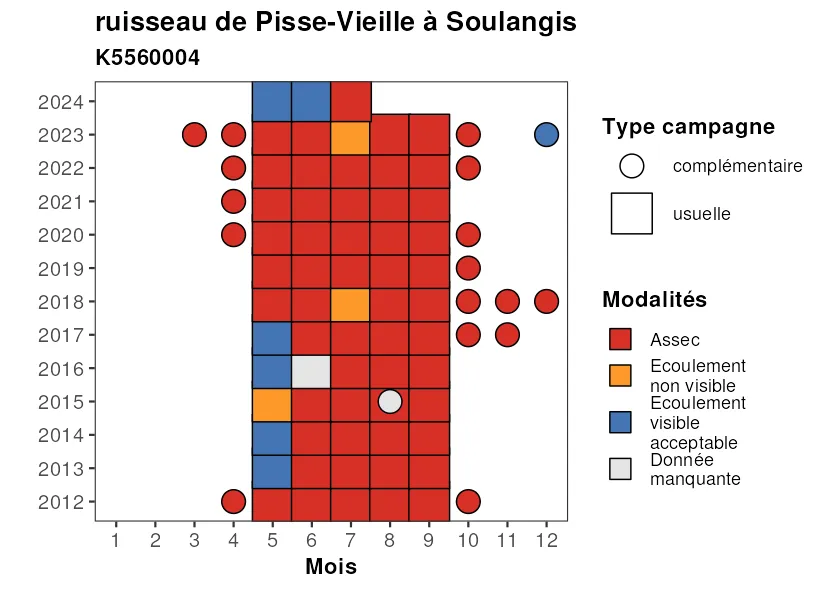 ruisseau de Pisse-Vieille à Soulangis
K5560004
2024
2023
2022
2021
2020
2019
2018
2017
2016
2015
2014
2013
2012
1 2 3 4 5 6 7 8 9 10 11 12
Mois
Type campagne
complémentaire
usuelle
Modalités
Assec
Ecoulement
non visible
Ecoulement
visible
acceptable
Donnée
manquante